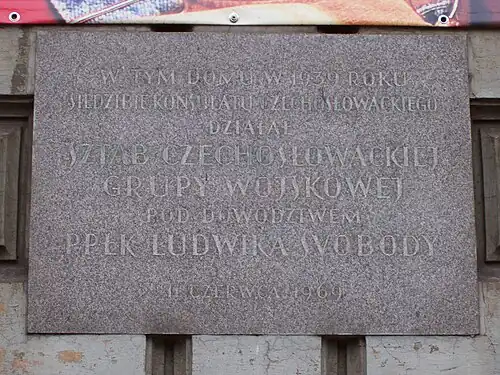 W TYM DOMU W 1939 ROKU
SIEDZIBIE KONSULATU CZECHOSŁOWACKIEGO
DZIAŁAŁ
SZTAB CZECHOSŁOWACKIEJ
GRUPY WOJSKOWEJ
POD DOWÓDZTWEM
PPŁK LUDWIKA SVOBODY
11 CZERWCA 1969